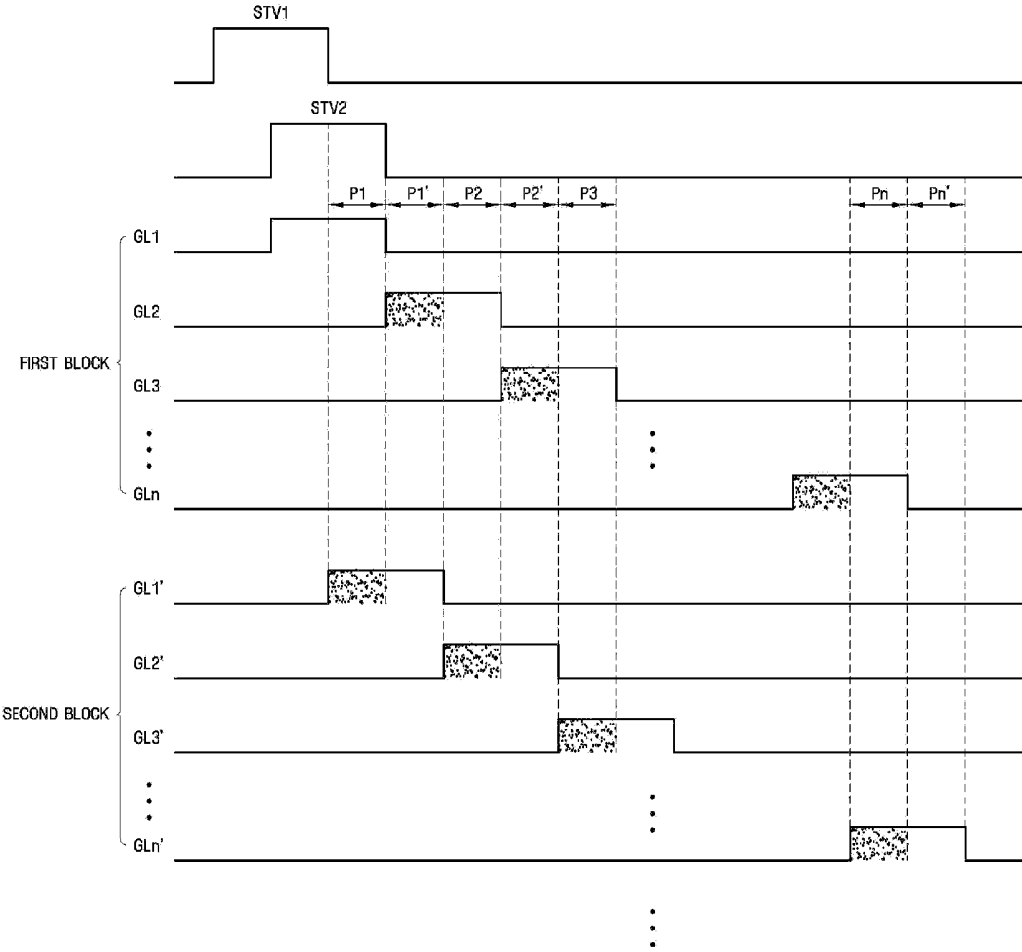 STV1
STV2
P1 P1' P2 P2' P3 Pn Pn'
GL1
GL2
FIRST BLOCK
GL3
GLn
GL1'
GL2'
SECOND BLOCK
GL3'
GLn'